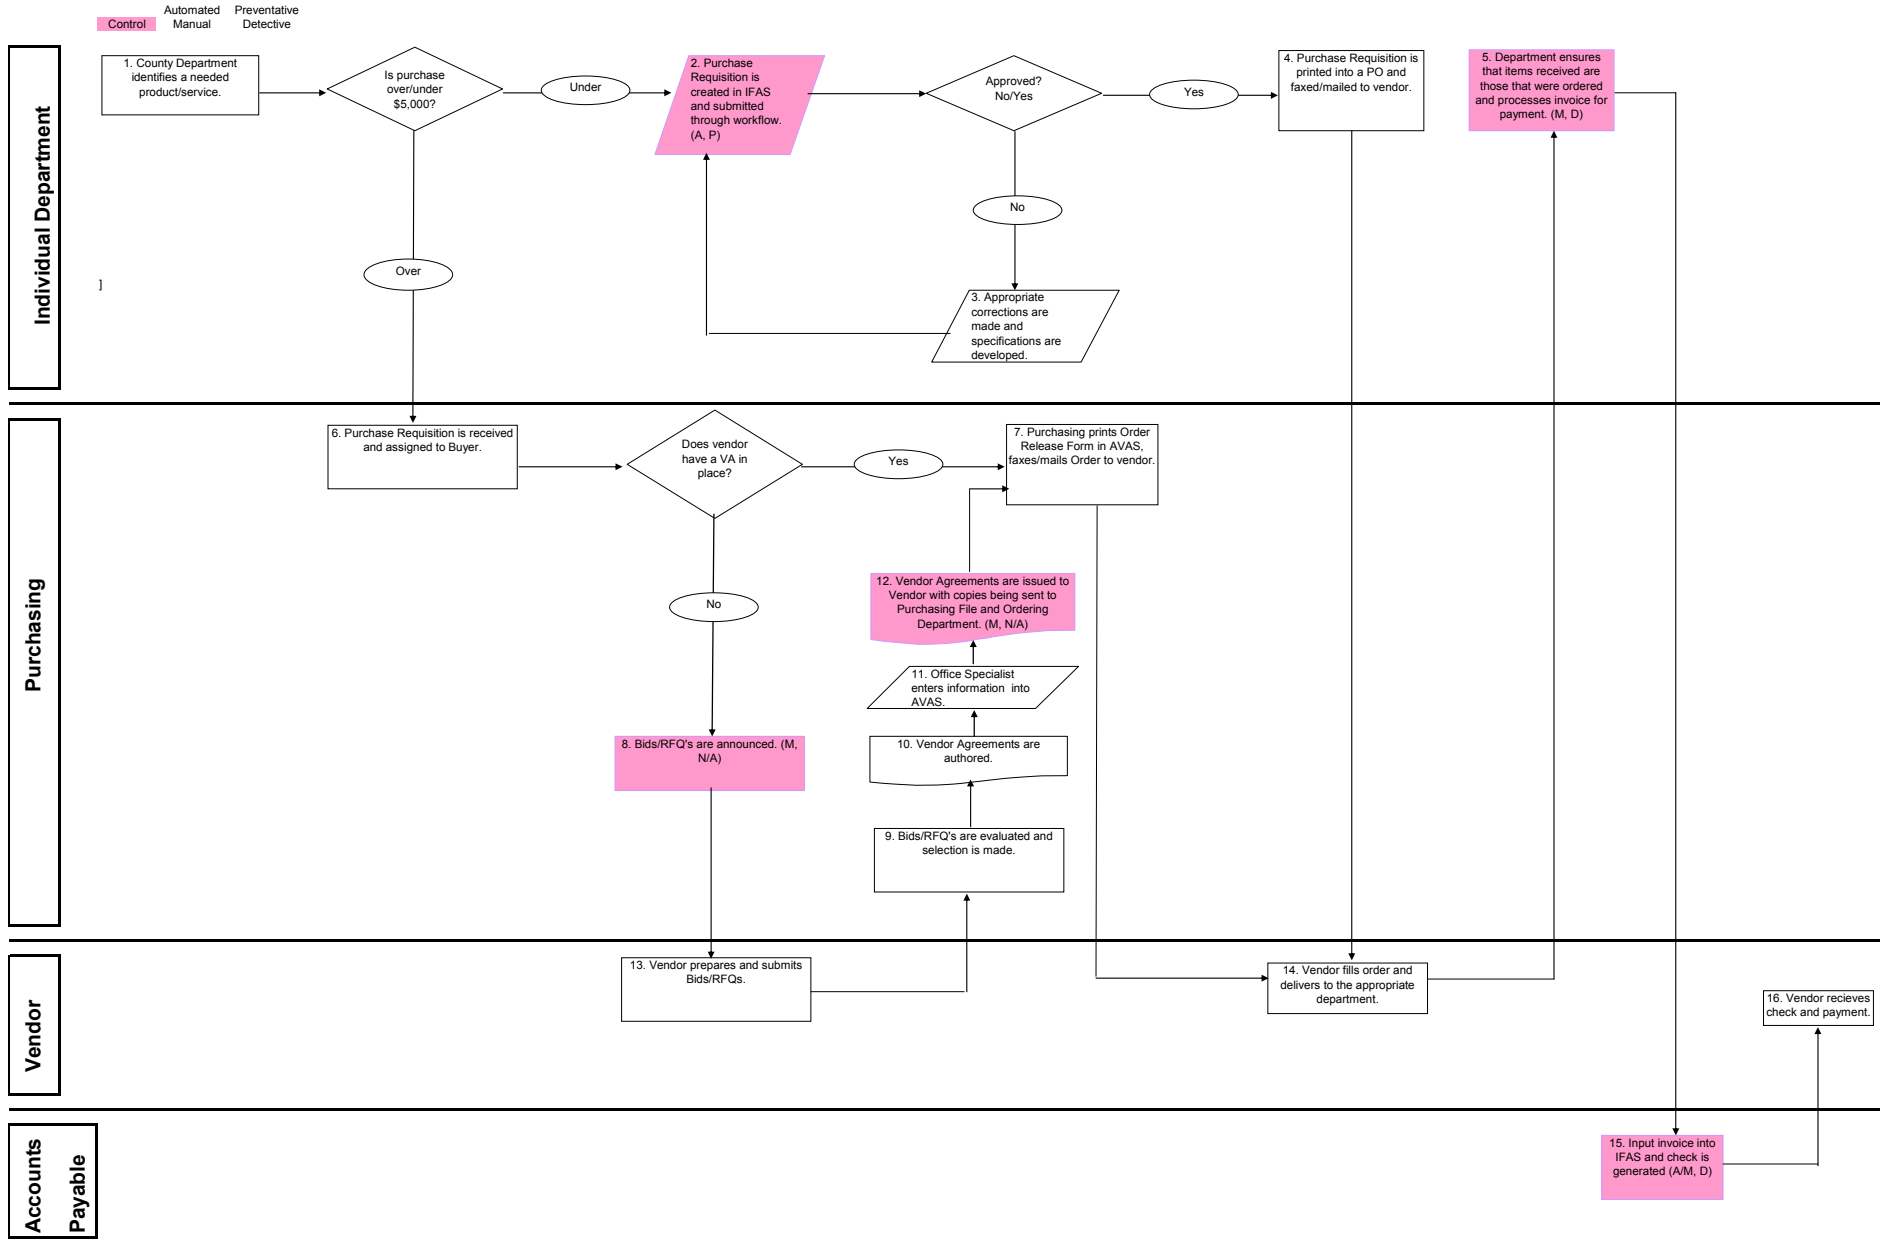 Automated Preventative
Control Manual Detective
Individual Department
1. County Department
identifies a needed
product/service.
Is purchase
over/under
$5,000?
Under
2. Purchase
Requisition is
created in IFAS
and submitted
through workflow.
(A, P)
Approved?
No/Yes
Yes
4. Purchase Requisition is
printed into a PO and
faxed/mailed to vendor.
5. Department ensures
that items received are
those that were ordered
and processes invoice for
payment. (M, D)
No
Over
]
3. Appropriate
corrections are
made and
specifications are
developed.
Purchasing
6. Purchase Requisition is received
and assigned to Buyer.
Does vendor
have a VA in
place?
Yes
7. Purchasing prints Order
Release Form in AVAS,
faxes/mails Order to vendor.
No
12. Vendor Agreements are issued to
Vendor with copies being sent to
Purchasing File and Ordering
Department. (M, N/A)
11. Office Specialist
enters information into
AVAS.
8. Bids/RFQ's are announced. (M,
N/A)
10. Vendor Agreements are
authored.
9. Bids/RFQ's are evaluated and
selection is made.
Vendor
13. Vendor prepares and submits
Bids/RFQs.
14. Vendor fills order and
delivers to the appropriate
department.
16. Vendor recieves
check and payment.
Accounts
Payable
15. Input invoice into
IFAS and check is
generated (A/M, D)